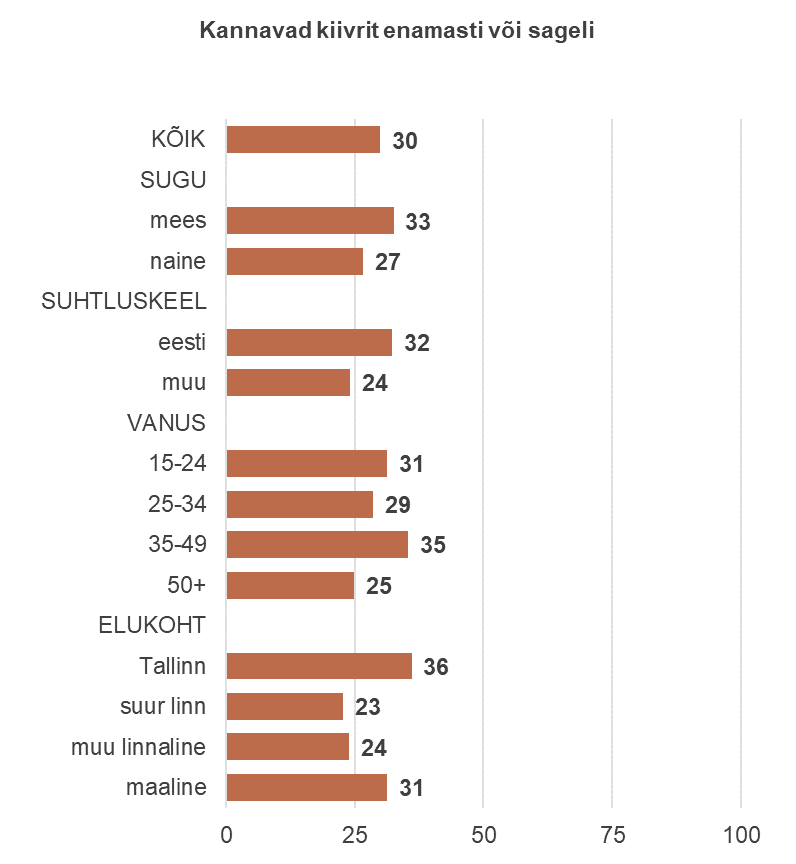 Kannavad kiivrit enamasti või sageli
KÕIK 30
SUGU
mees 33
naine 27
SUHTLUSKEEL
eesti 32
muu 24
VANUS
15-24 31
25-34 29
35-49 35
50+ 25
ELUKOHT
Tallinn 36
suur linn 23
muu linnaline 24
maaline 31
0 25 50 75 100